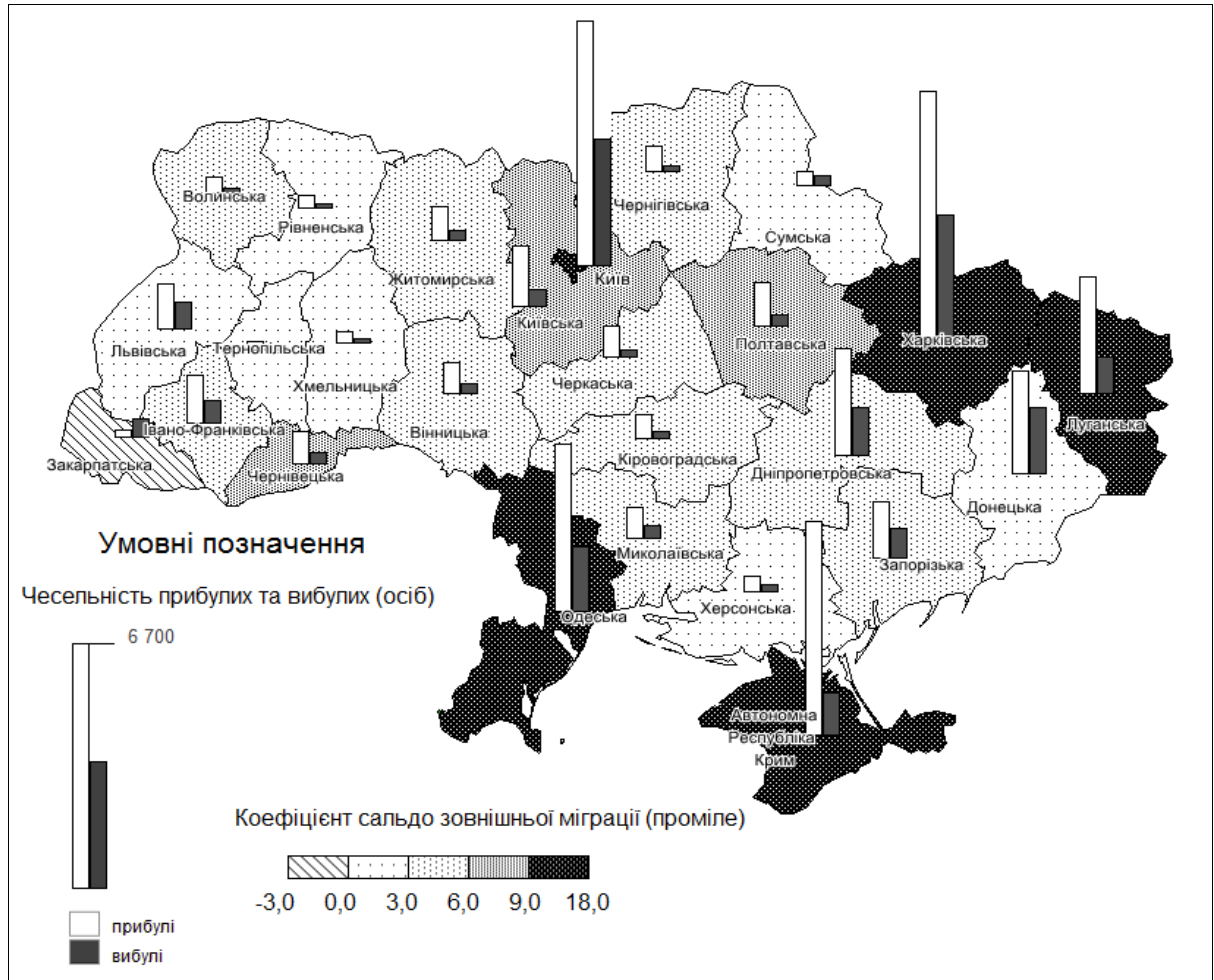 Волинська
Рівненська
Житомирська
Чернігівська
Сумська
Київ
Київська
Львівська
Тернопільська
Хмельницька
Вінницька
Черкаська
Полтавська
Харківська
Луганська
Закарпатська
Івано-Франківська
Чернівецька
Кіровоградська
Дніпропетровська
Донецька
Одеська
Миколаївська
Херсонська
Запорізька
Автономна
Республіка
Крим
Умовні позначення
Чесельність прибулих та вибулих (осіб)
6 700
прибулі
вибулі
Коефіцієнт сальдо зовнішньої міграції (проміле)
-3,0 0,0 3,0 6,0 9,0 18,0